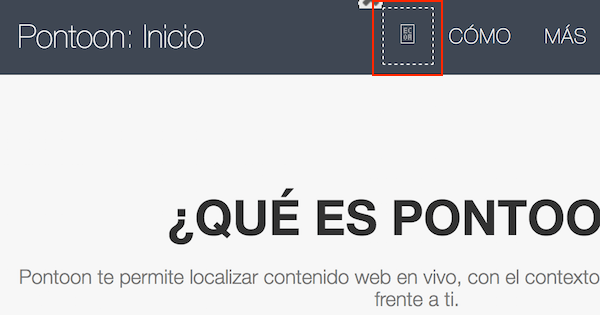 Pontoon: Inicio
CÓMO MÁS
¿QUÉ ES PONTOO
Pontoon te permite localizar contenido web en vivo, con el contexto
frente a ti.